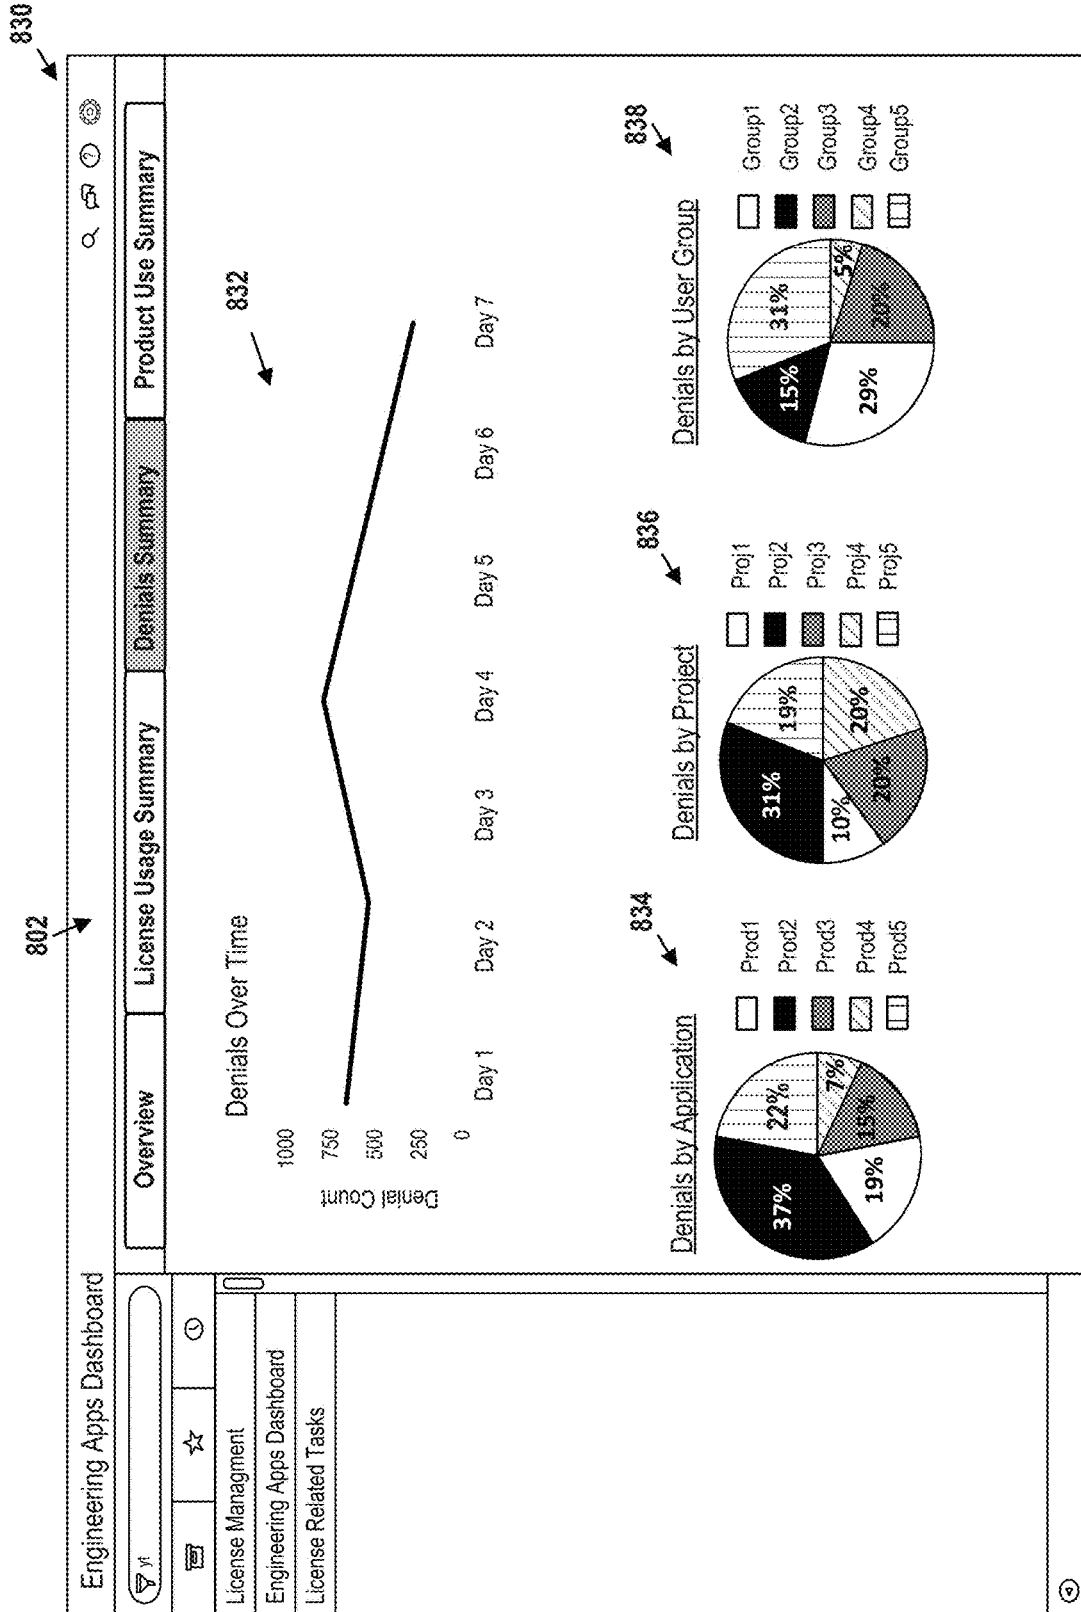 830
802
Engineering Apps Dashboard
?
yt
Overview
License Usage Summary
Denials Summary
Product Use Summary
License Managment
Engineering Apps Dashboard
License Related Tasks
Denials Over Time
832
Denial Count
1000
750
500
250
0
Day 1
Day 2
Day 3
Day 4
Day 5
Day 6
Day 7
834
Denials by Application
37%
22%
7%
15%
19%
Prod1
Prod2
Prod3
Prod4
Prod5
836
Denials by Project
31%
19%
20%
20%
10%
Proj1
Proj2
Proj3
Proj4
Proj5
838
Denials by User Group
15%
31%
5%
20%
29%
Group1
Group2
Group3
Group4
Group5